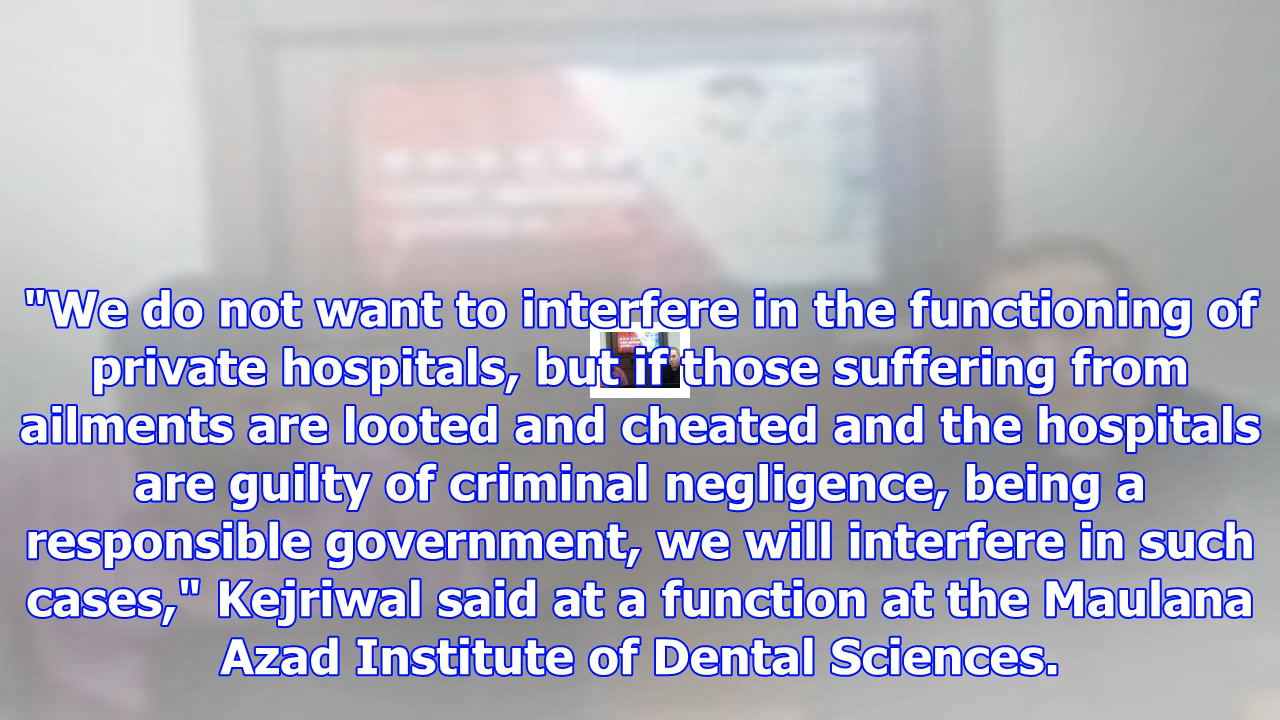 "We do not want to interfere in the functioning of
private hospitals, but if those suffering from
ailments are looted and cheated and the hospitals
are guilty of criminal negligence, being a
responsible government, we will interfere in such
cases," Kejriwal said at a function at the Maulana
Azad Institute of Dental Sciences.